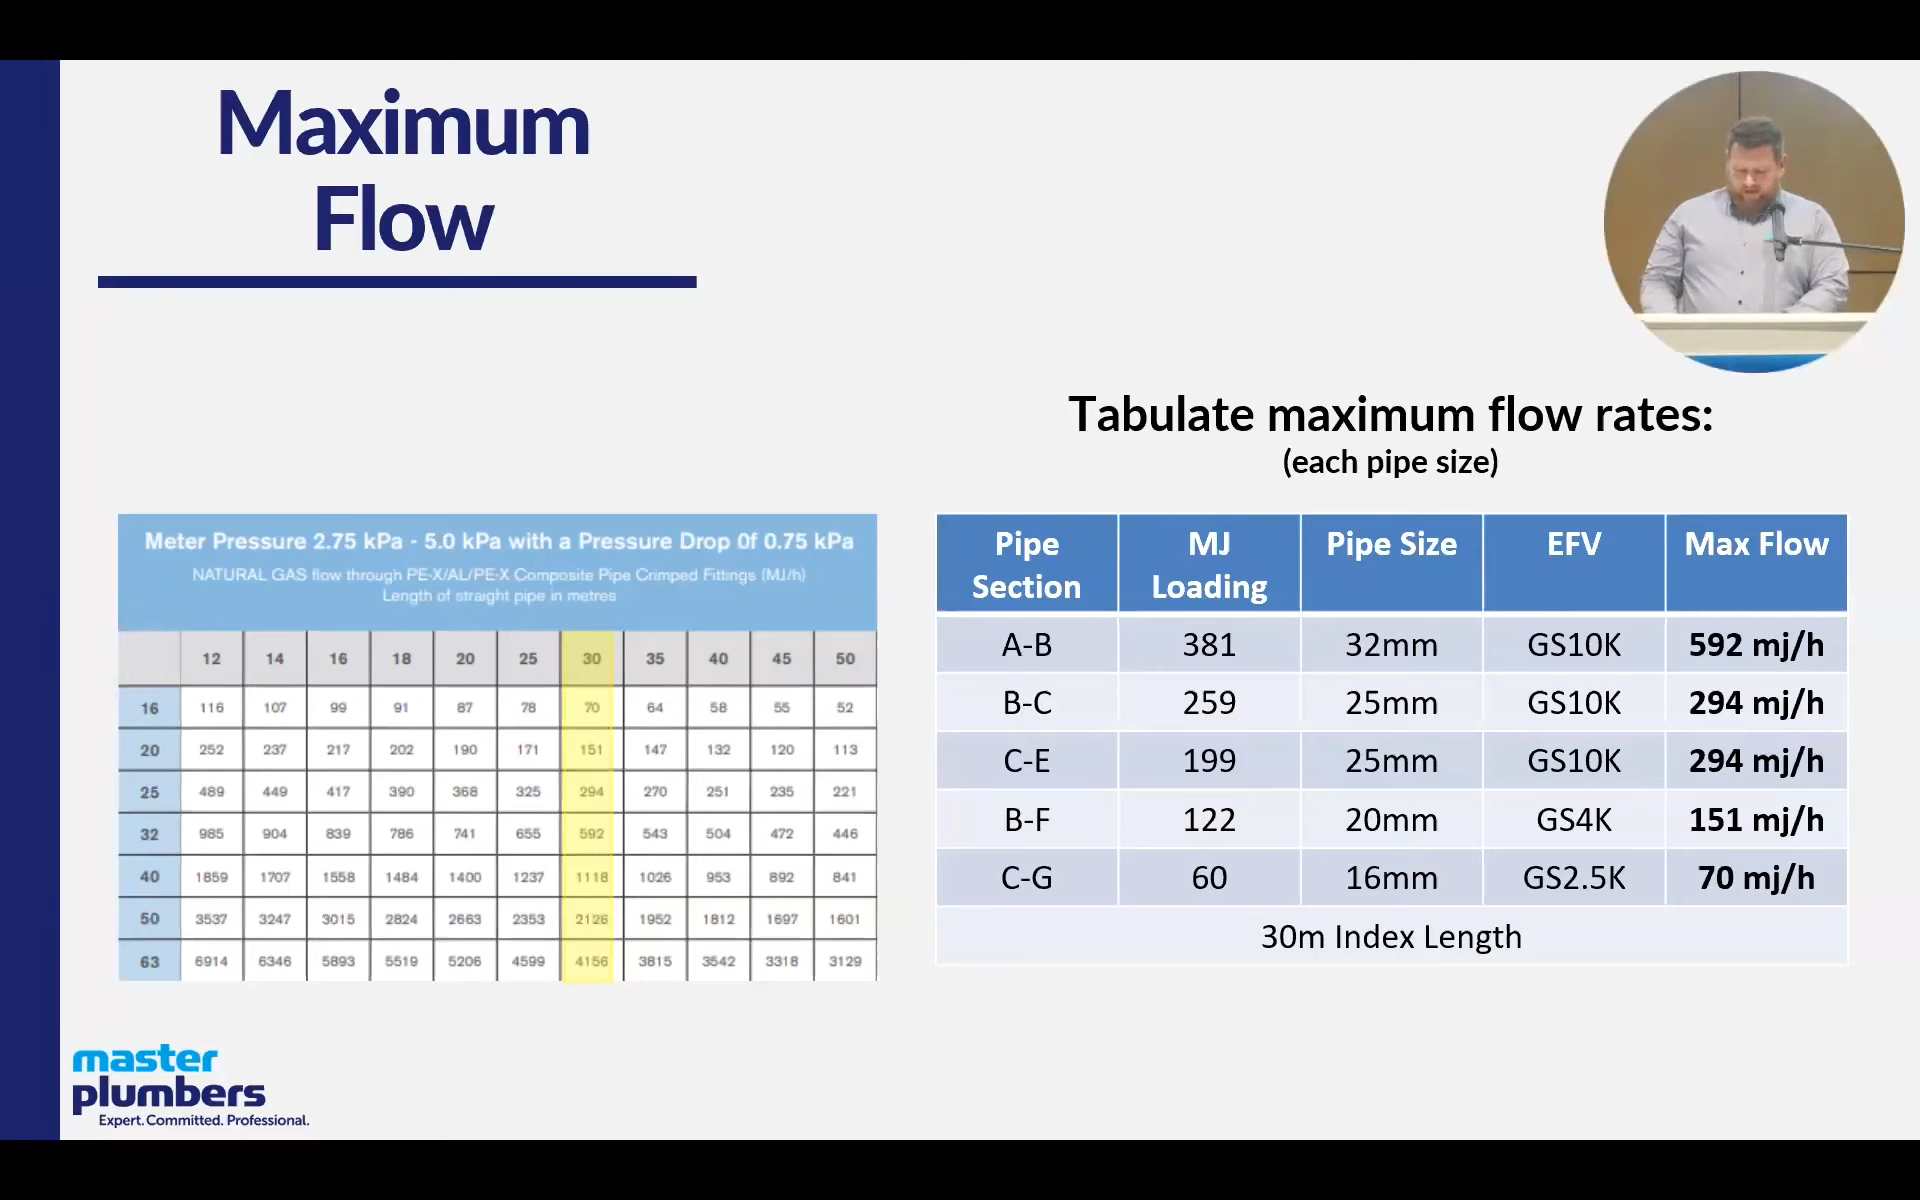 Maximum
Flow
Tabulate maximum flow rates:
(each pipe size)
Meter Pressure 2.75 kPa - 5.0 kPa with a Pressure Drop 0f 0.75 kPa
NATURAL GAS flow through PE-X/AL/PE-X Composite Pipe Crimped Fittings (MJ/h)
Length of straight pipe in metres
12 14 16 18 20 25 30 35 40 45 50
16 116 107 99 91 87 78 70 64 58 55 52
20 252 237 217 202 190 171 151 147 132 120 113
25 489 449 417 390 368 325 294 270 251 235 221
32 985 904 839 786 741 655 592 543 504 472 446
40 1859 1707 1558 1484 1400 1237 1118 1026 953 892 841
50 3537 3247 3015 2824 2663 2353 2126 1952 1812 1697 1601
63 6914 6346 5893 5519 5206 4599 4156 3815 3542 3318 3129
Pipe Section MJ Loading Pipe Size EFV Max Flow
A-B 381 32mm GS10K 592 mj/h
B-C 259 25mm GS10K 294 mj/h
C-E 199 25mm GS10K 294 mj/h
B-F 122 20mm GS4K 151 mj/h
C-G 60 16mm GS2.5K 70 mj/h
30m Index Length
master
plumbers
Expert. Committed. Professional.